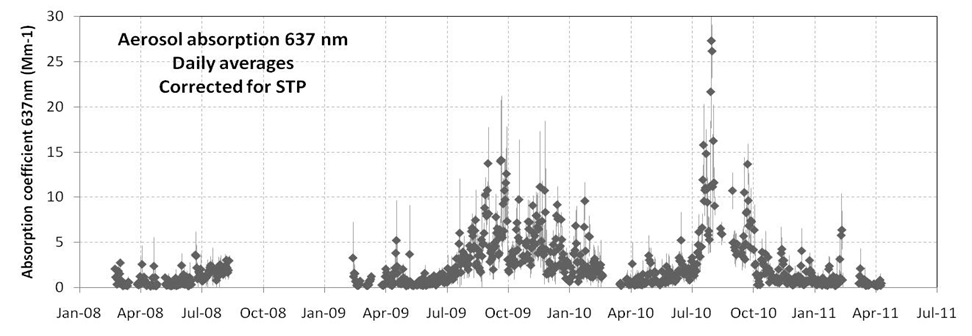 Aerosol absorption 637 nm
Daily averages
Corrected for STP
Absorption coefficient 637nm (Mm-1)
30
25
20
15
10
5
0
Jan-08 Apr-08 Jul-08 Oct-08 Jan-09 Apr-09 Jul-09 Oct-09 Jan-10 Apr-10 Jul-10 Oct-10 Jan-11 Apr-11 Jul-11